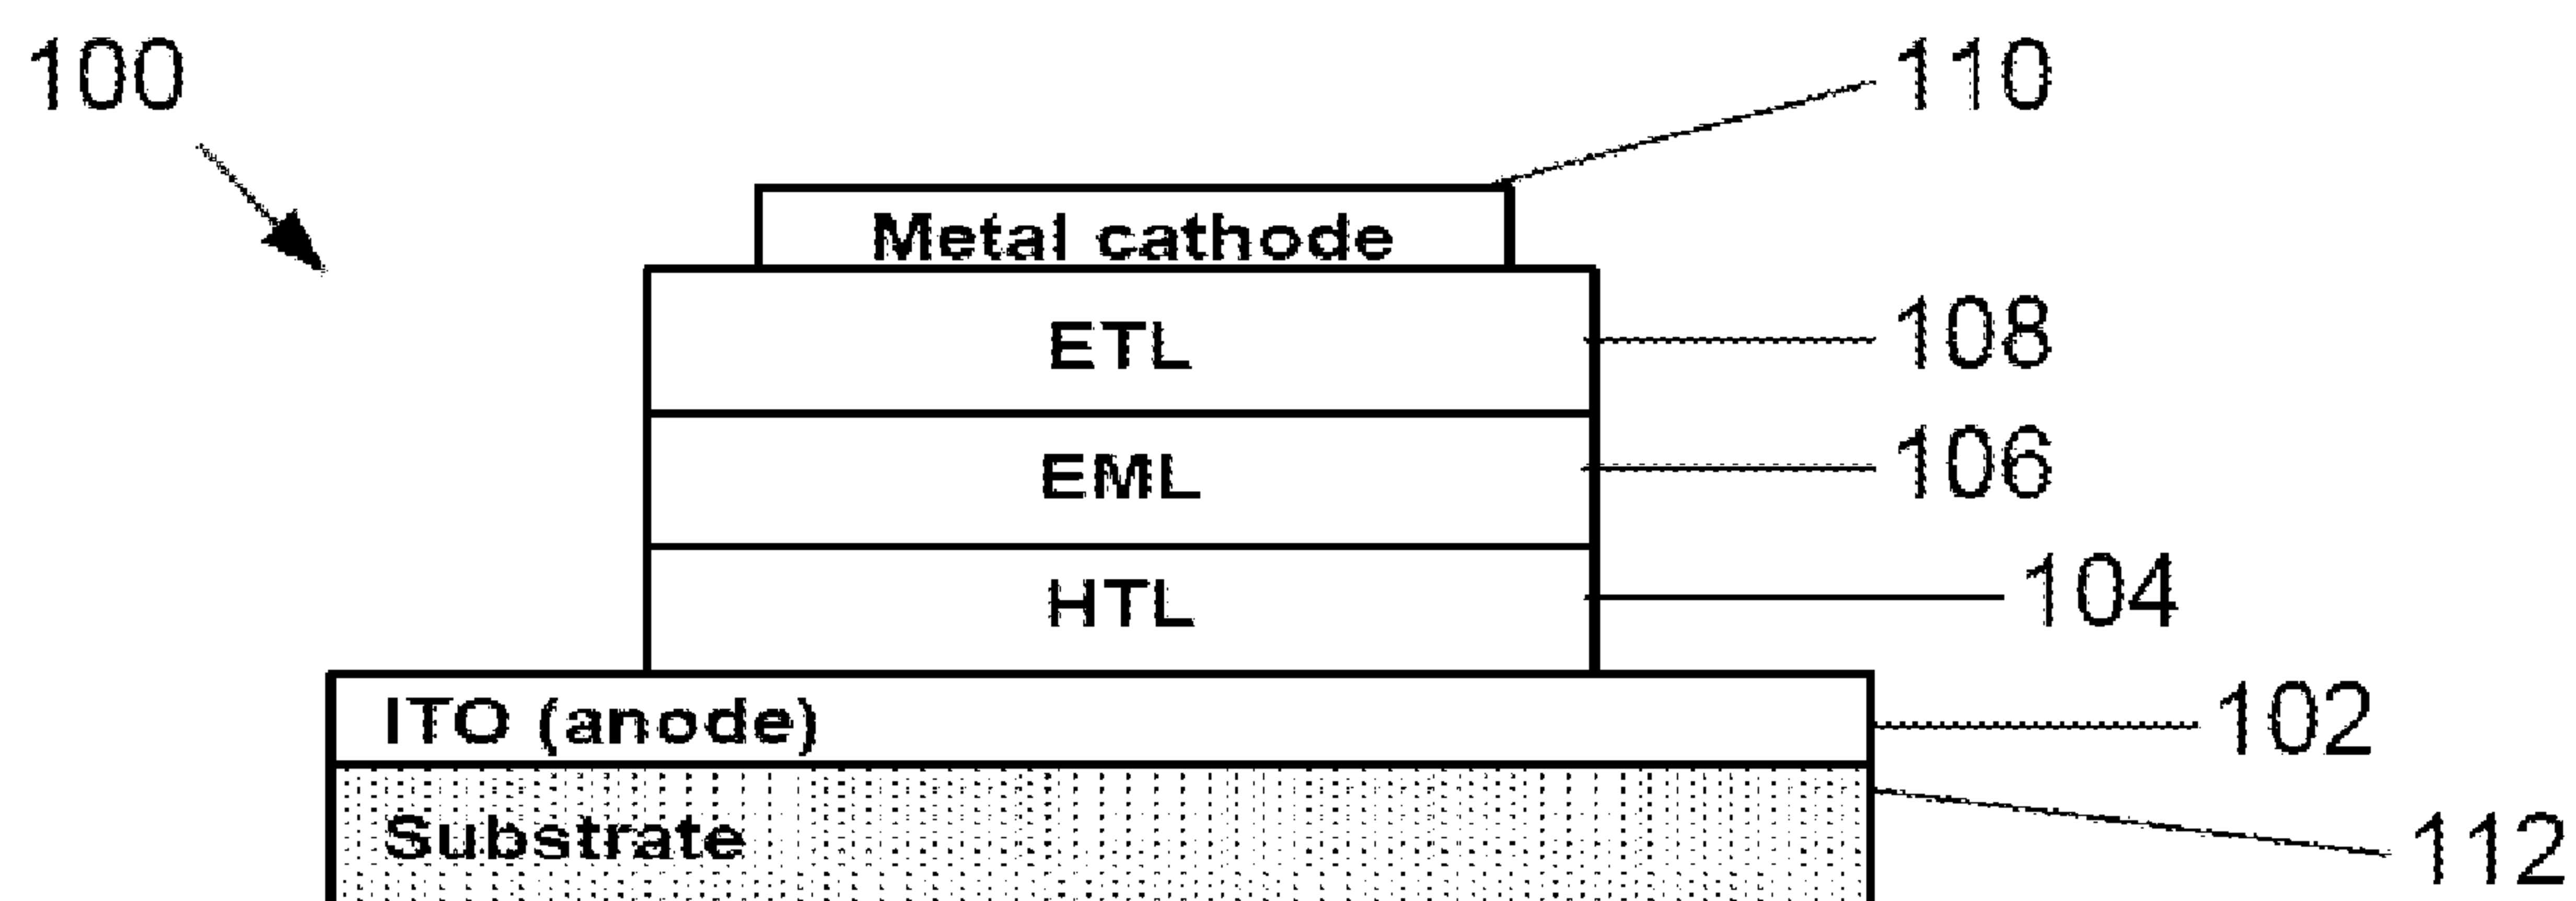 100
110
Metal cathode
ETL
108
EML
106
HTL
104
ITO (anode)
102
Substrate
112